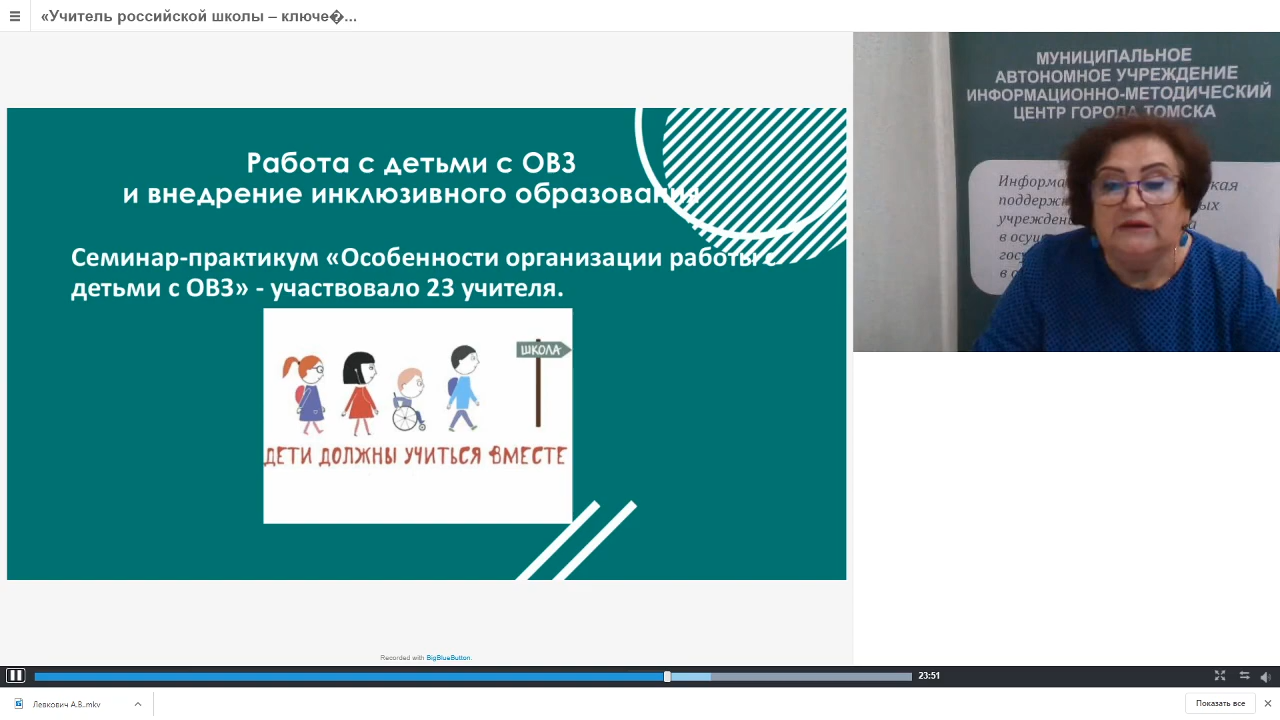 «Учитель российской школы – ключе�...
Работа с детьми с ОВЗ
и внедрение инклюзивного образования
Семинар-практикум «Особенности организации работы с
детьми с ОВЗ» - участвовало 23 учителя.
ШКОЛА
ДЕТИ ДОЛЖНЫ УЧИТЬСЯ ВМЕСТЕ
МУНИЦИПАЛЬНОЕ
АВТОНОМНОЕ УЧРЕЖДЕНИЕ
ИНФОРМАЦИОННО-МЕТОДИЧЕСКИЙ
ЦЕНТР ГОРОДА ТОМСКА
Recorded with BigBlueButton.
23:51
Левкович А.В..mkv
Показать все